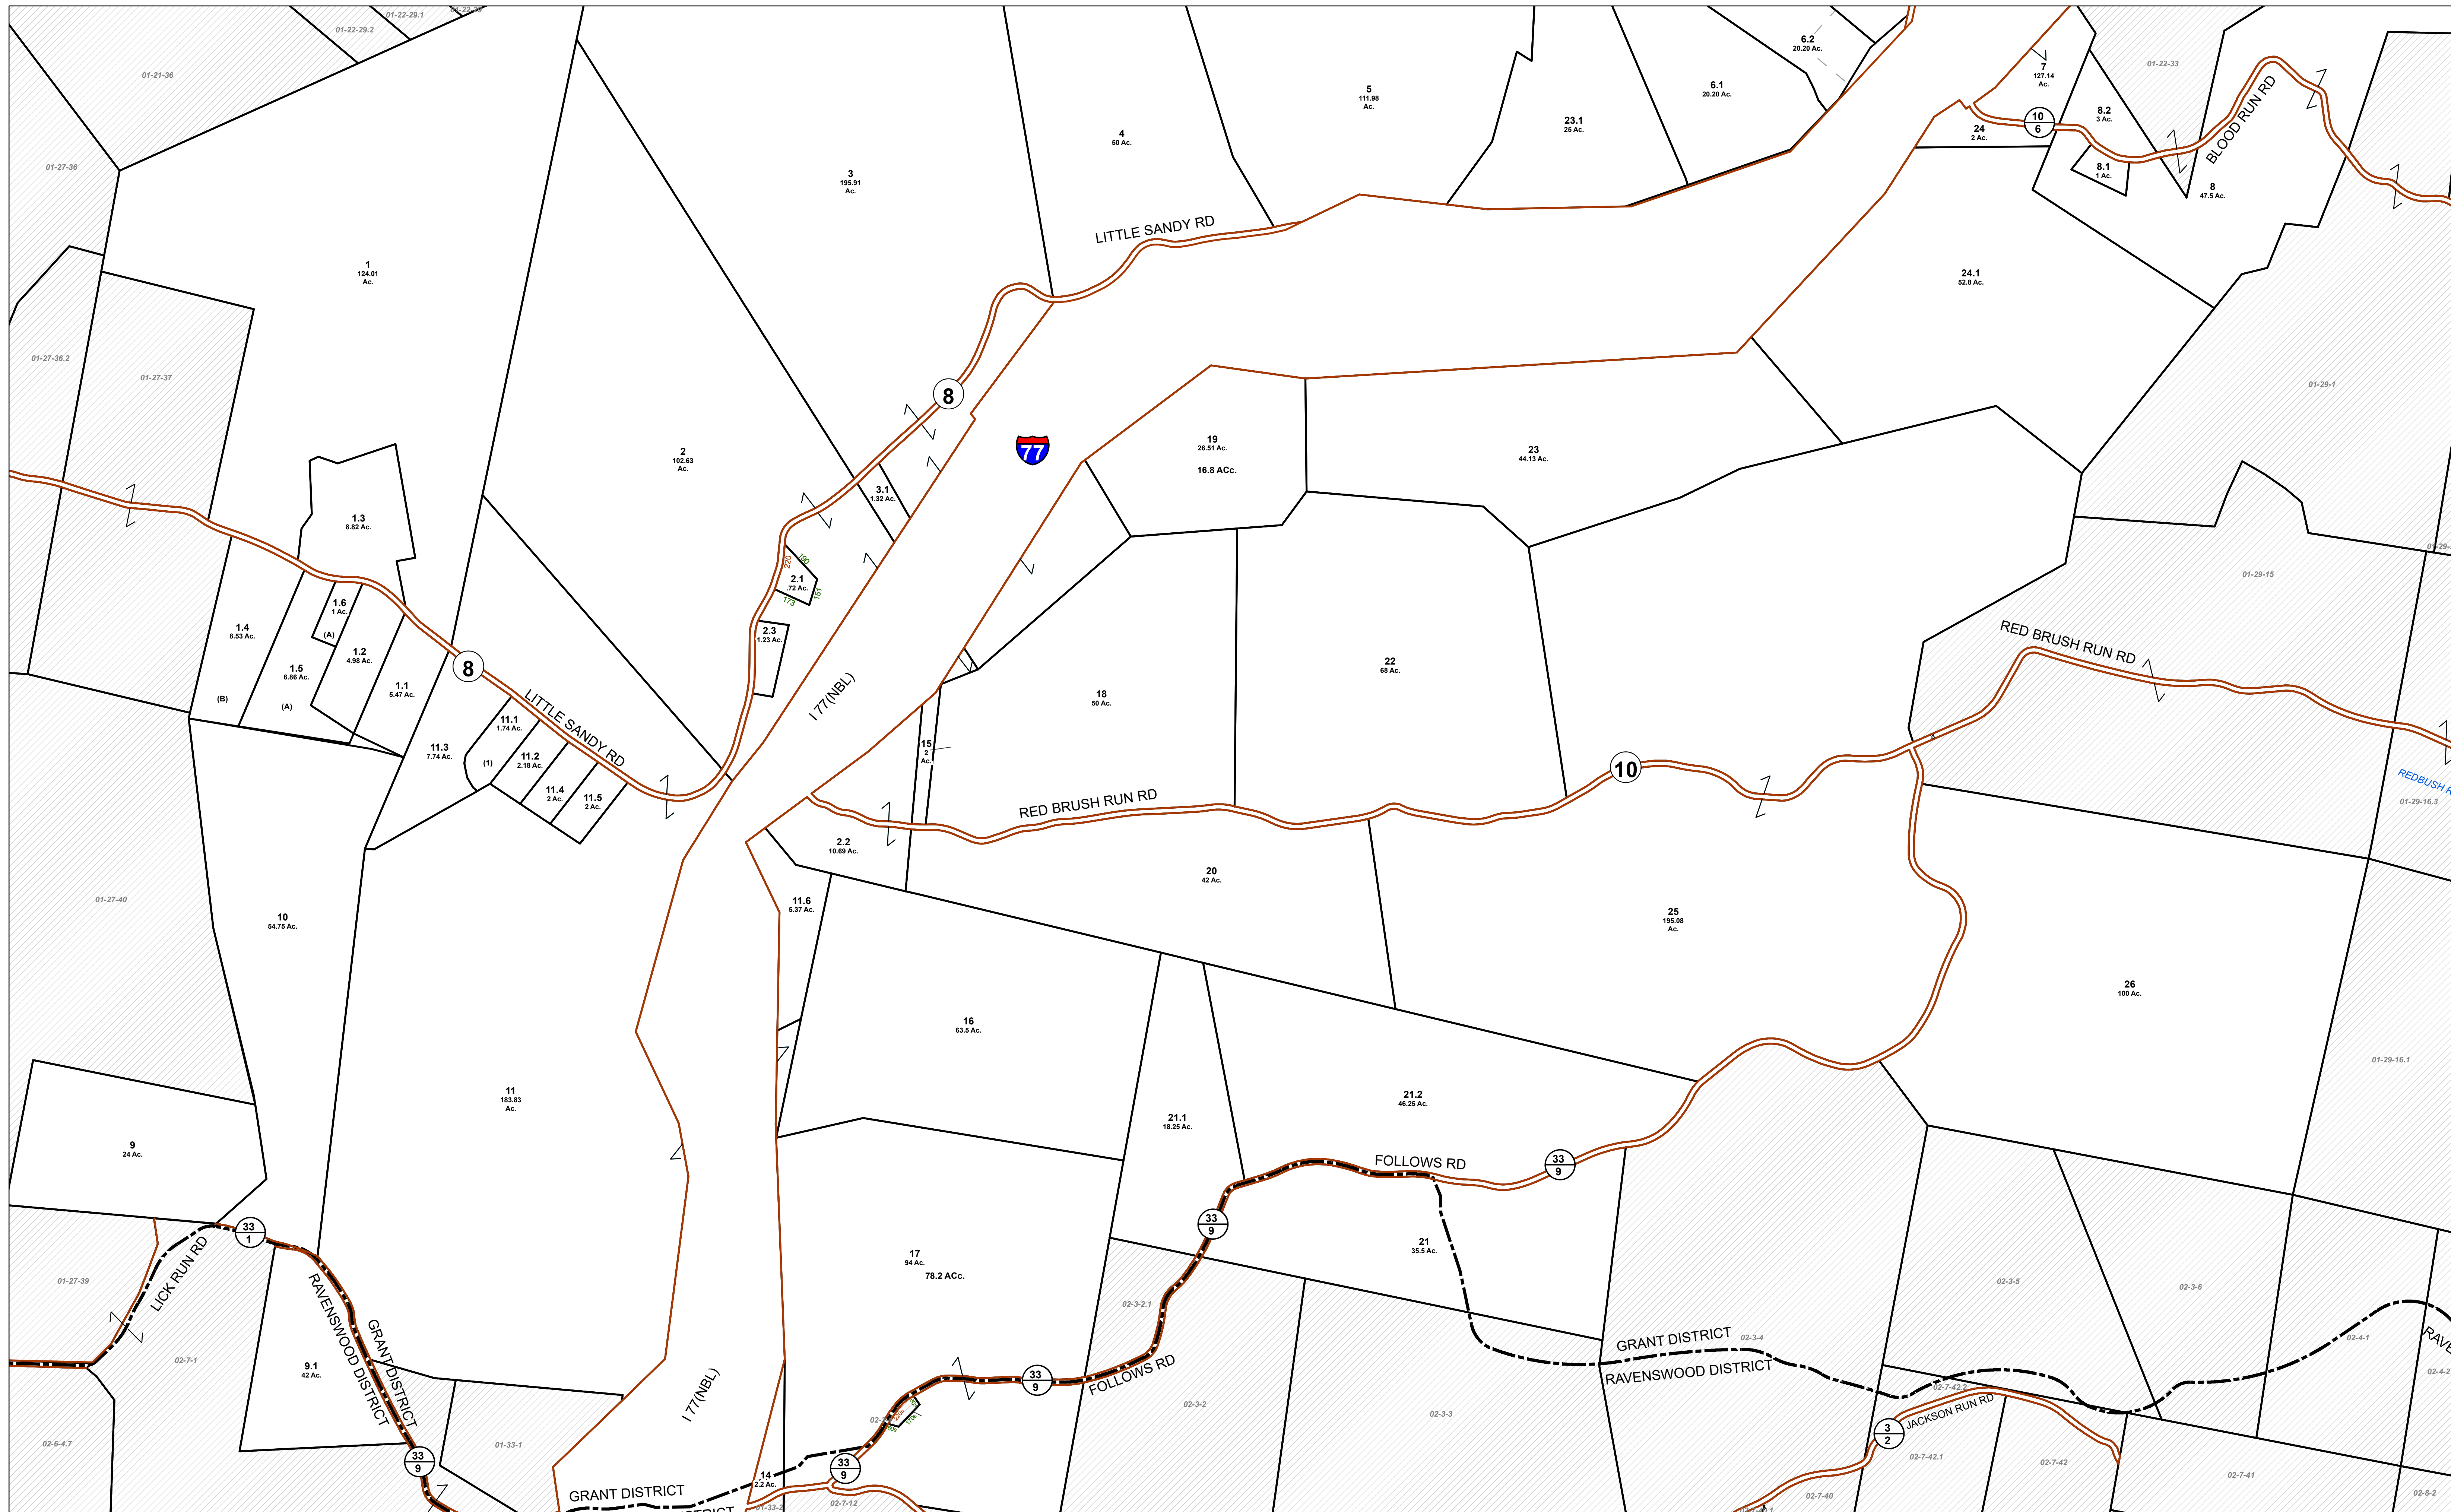 01-22-29.1
01-22-29.2
01-21-36
6.2
20.20 Ac.
7
127.14
Ac.
01-22-33
5
111.98
Ac.
6.1
20.20 Ac.
23.1
25 Ac.
4
50 Ac.
10
6
24
2 Ac.
8.2
3 Ac.
BLOOD RUN RD
8.1
1 Ac.
8
47.5 Ac.
01-27-36
3
195.91
Ac.
LITTLE SANDY RD
1
124.01
Ac.
24.1
52.8 Ac.
01-27-36.2
01-27-37
01-29-1
8
77
19
26.51 Ac.
16.8 ACc.
23
44.13 Ac.
2
102.63
Ac.
3.1
1.32 Ac.
1.3
8.82 Ac.
220
190
2.1
.72 Ac.
151
173
01-29-15
1.6
1 Ac.
(A)
1.4
8.53 Ac.
2.3
1.23 Ac.
1.2
4.98 Ac.
1.5
6.86 Ac.
1.1
5.47 Ac.
(B)
(A)
8
LITTLE SANDY RD
I 77(NBL)
18
50 Ac.
22
68 Ac.
RED BRUSH RUN RD
11.1
1.74 Ac.
11.3
7.74 Ac.
(1)
11.2
2.18 Ac.
11.4
2 Ac.
11.5
2 Ac.
15
2
Ac.
10
RED BRUSH RUN RD
REDBUSH R
01-29-16.3
2.2
10.69 Ac.
20
42 Ac.
01-27-40
10
54.75 Ac.
11.6
5.37 Ac.
25
195.08
Ac.
26
100 Ac.
16
63.5 Ac.
01-29-16.1
11
183.83
Ac.
21.1
18.25 Ac.
21.2
46.25 Ac.
9
24 Ac.
FOLLOWS RD
33
9
33
1
33
9
LICK RUN RD
01-27-39
RAVENSWOOD DISTRICT
GRANT DISTRICT
17
94 Ac.
78.2 ACc.
21
35.5 Ac.
02-3-2.1
02-3-5
02-3-6
GRANT DISTRICT
02-3-4
RAVENSWOOD DISTRICT
02-4-1
RAVE
02-4-2
02-7-1
9.1
42 Ac.
I 77(NBL)
33
9
FOLLOWS RD
02-3-2
02-3-3
02-7-42.2
JACKSON RUN RD
3
2
02-6-4.7
01-33-1
33
9
33
9
14
2.2 Ac.
GRANT DISTRICT
01-33-2
02-7-12
02-7-42.1
02-7-42
02-7-41
02-7-40
02-8-2